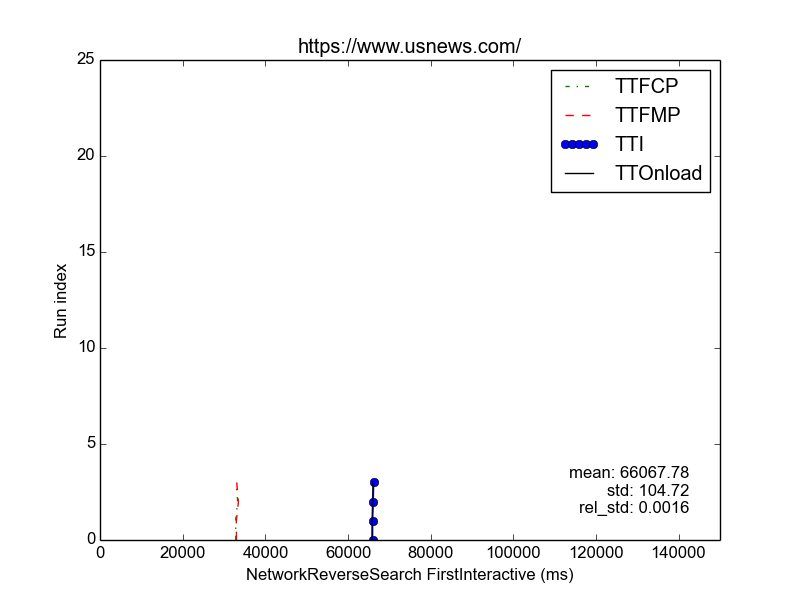 https://www.usnews.com/
25
20
15
10
5
0
Run index
TTFCP
TTFMP
TTI
TTOnload
mean: 66067.78
std: 104.72
rel_std: 0.0016
0 20000 40000 60000 80000 100000 120000 140000
NetworkReverseSearch FirstInteractive (ms)